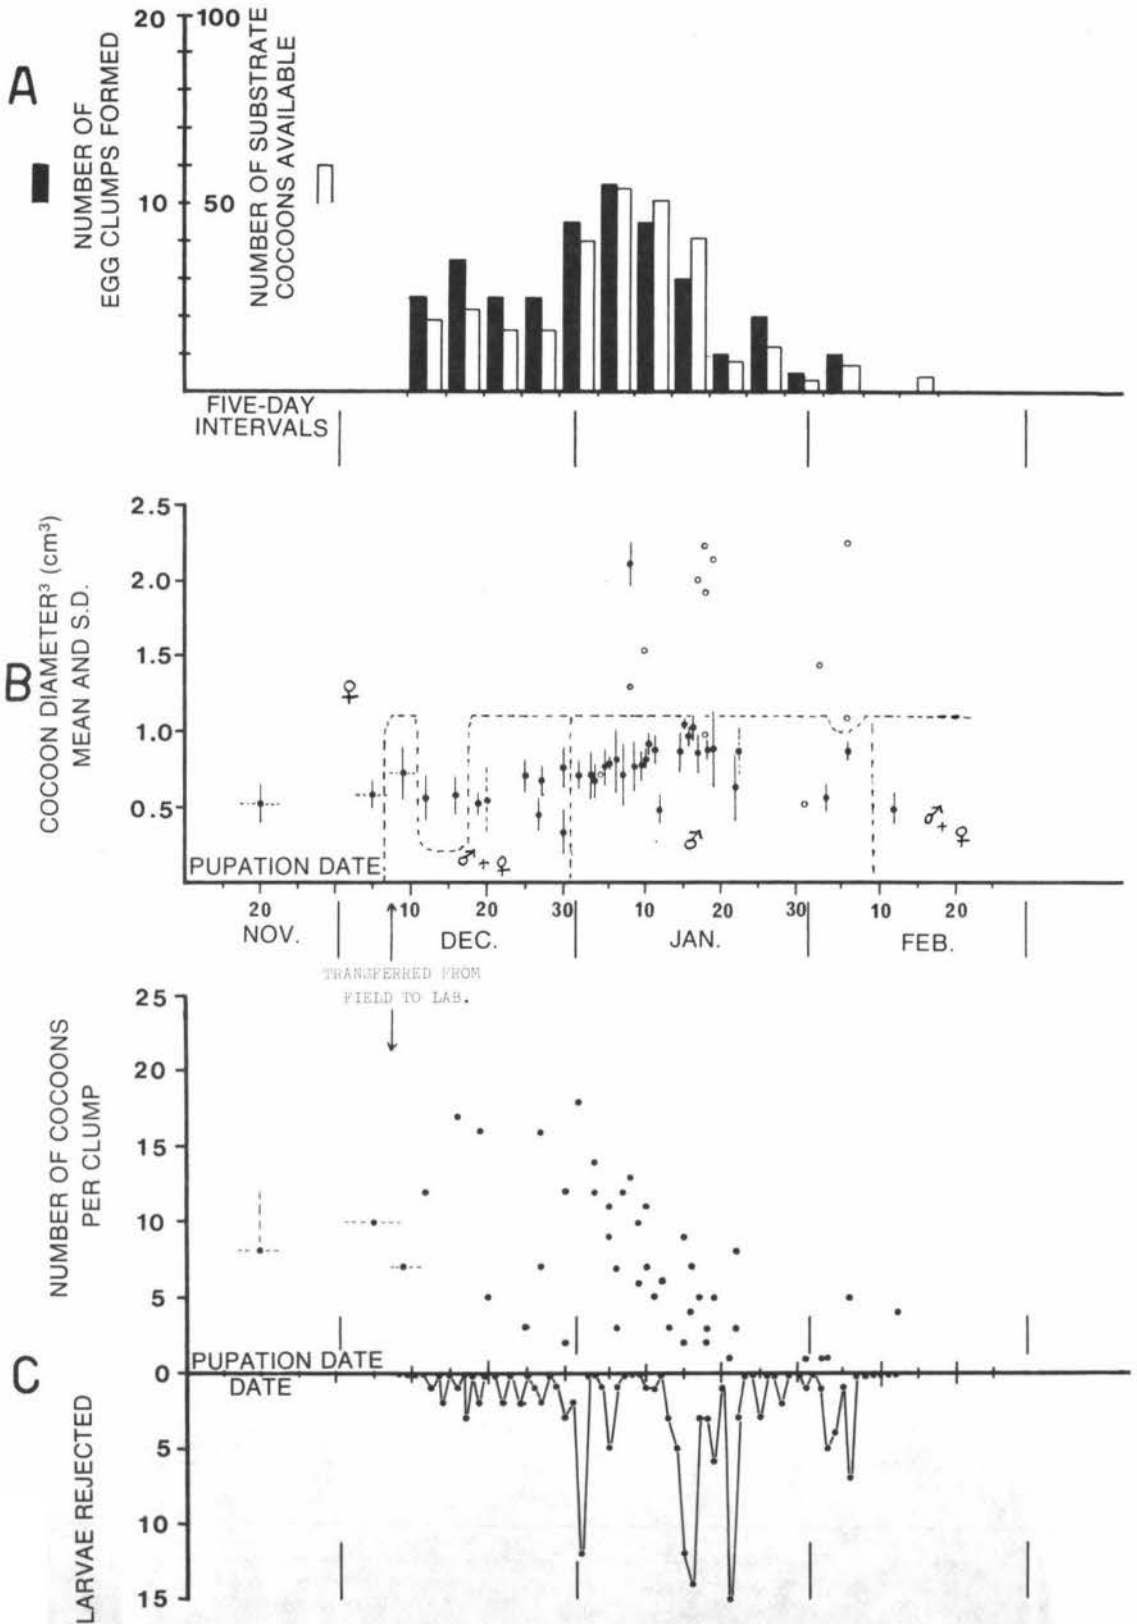 A
NUMBER OF
EGG CLUMPS FORMED
20
10
NUMBER OF SUBSTRATE
COCOONS AVAILABLE
100
50
FIVE-DAY
INTERVALS
B
COCOON DIAMETER³ (cm³)
MEAN AND S.D.
2.5
2.0
1.5
1.0
0.5
♀
♂ + ♀
♂
♂ + ♀
PUPATION DATE
20 10 20 30 10 20 30 10 20
NOV. DEC. JAN. FEB.
TRANSFERRED FROM
FIELD TO LAB.
NUMBER OF COCOONS
PER CLUMP
25
20
15
10
5
0
PUPATION DATE
C
DATE
LARVAE REJECTED
5
10
15